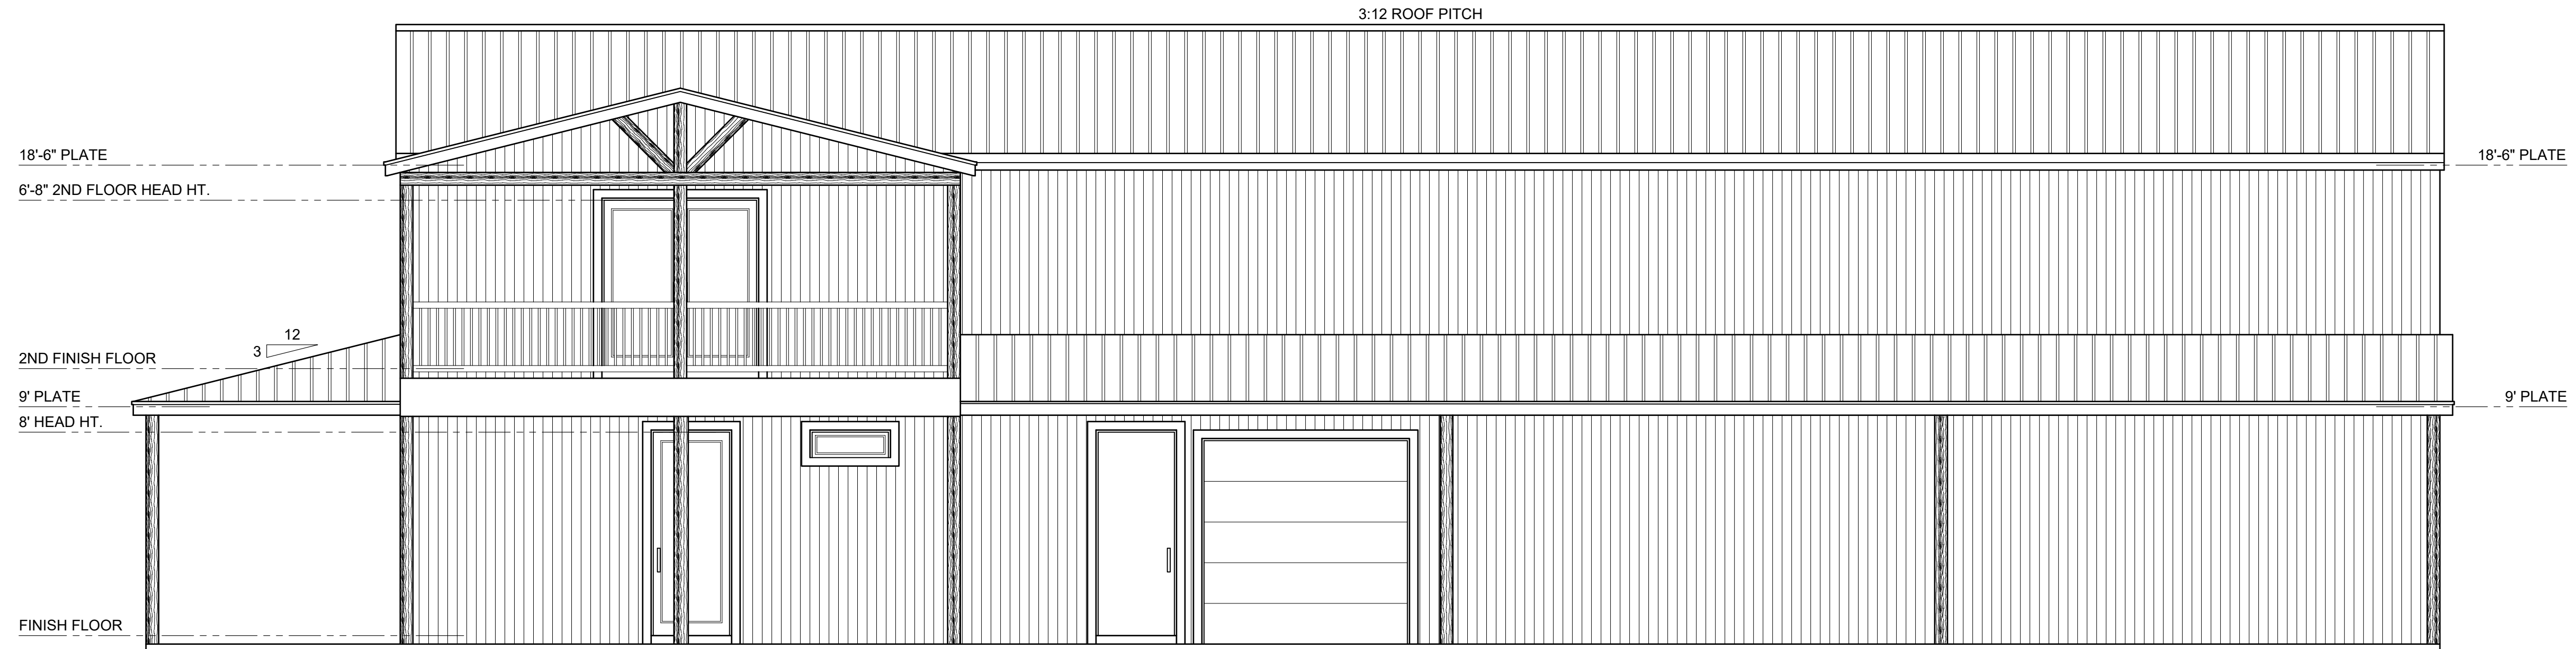 3:12 ROOF PITCH
18'-6" PLATE
18'-6" PLATE
6'-8" 2ND FLOOR HEAD HT.
12
3
2ND FINISH FLOOR
9' PLATE
9' PLATE
8' HEAD HT.
FINISH FLOOR